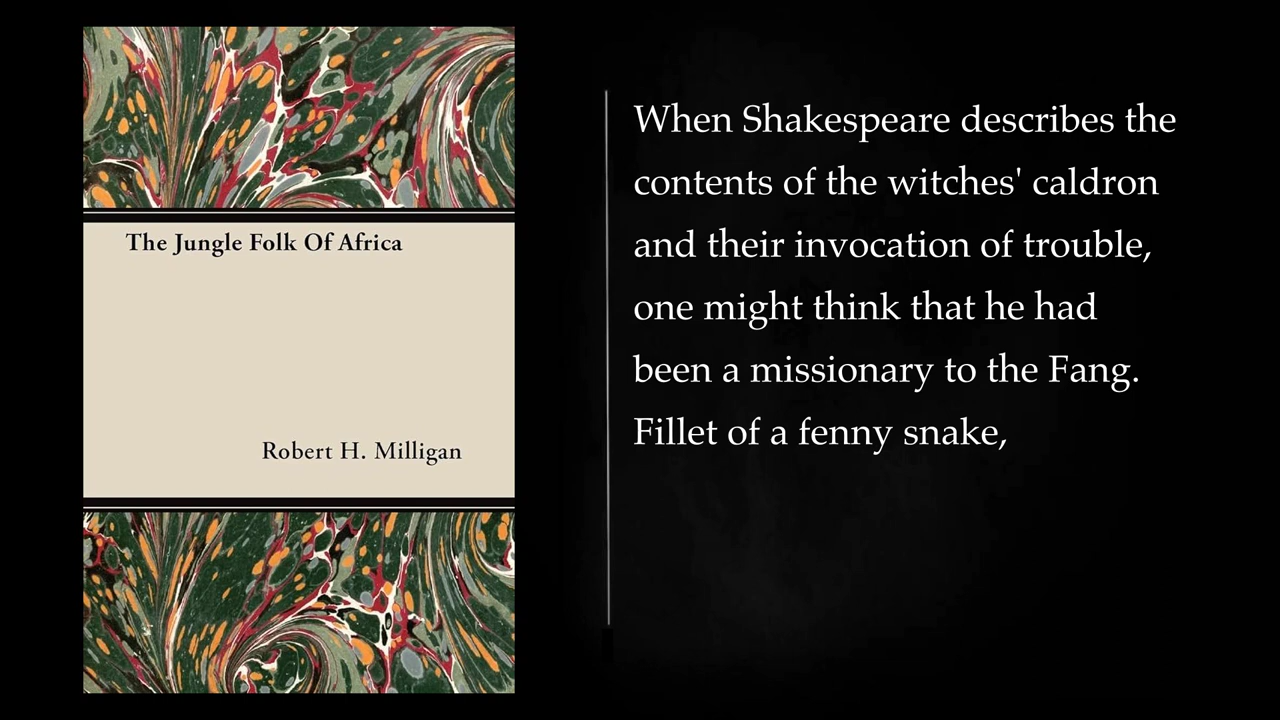 The Jungle Folk Of Africa
Robert H. Milligan
When Shakespeare describes the
contents of the witches' caldron
and their invocation of trouble,
one might think that he had
been a missionary to the Fang.
Fillet of a fenny snake,